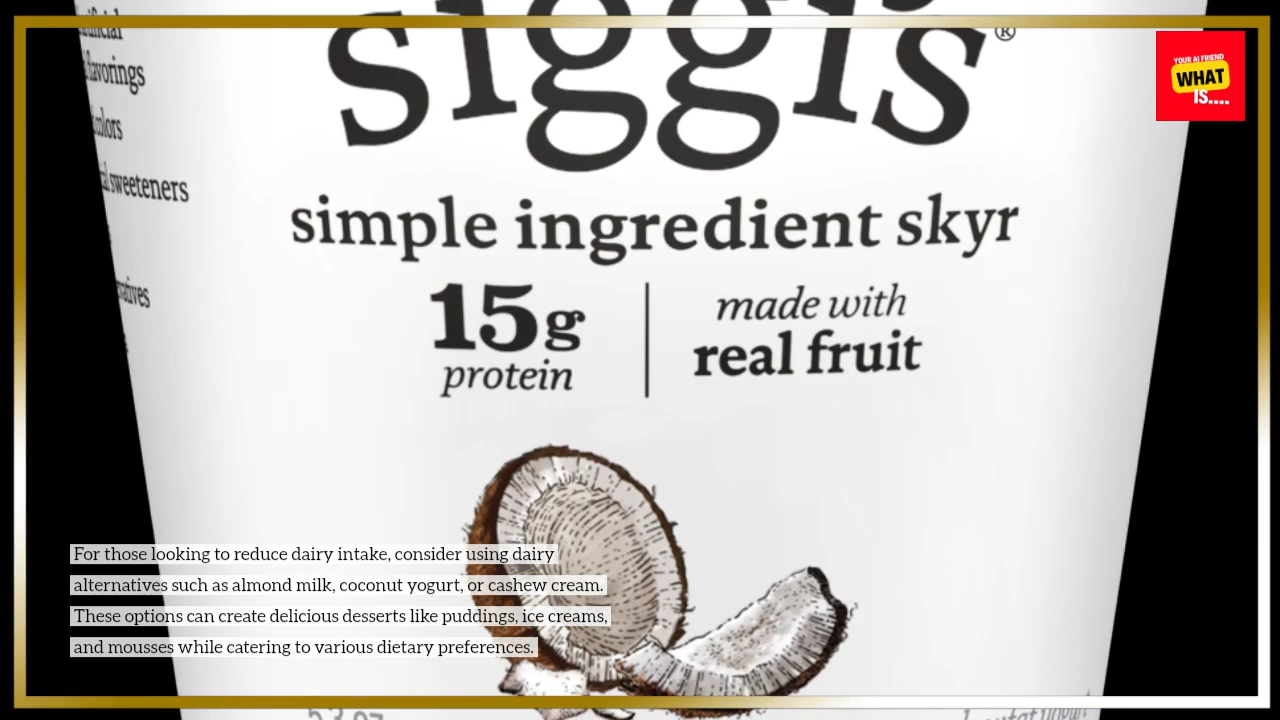 siggi's®
flavorings
sweeteners
simple ingredient skyr
15g
protein
made with
real fruit
YOUR AI FRIEND
WHAT
IS....
For those looking to reduce dairy intake, consider using dairy
alternatives such as almond milk, coconut yogurt, or cashew cream.
These options can create delicious desserts like puddings, ice creams,
and mousses while catering to various dietary preferences.